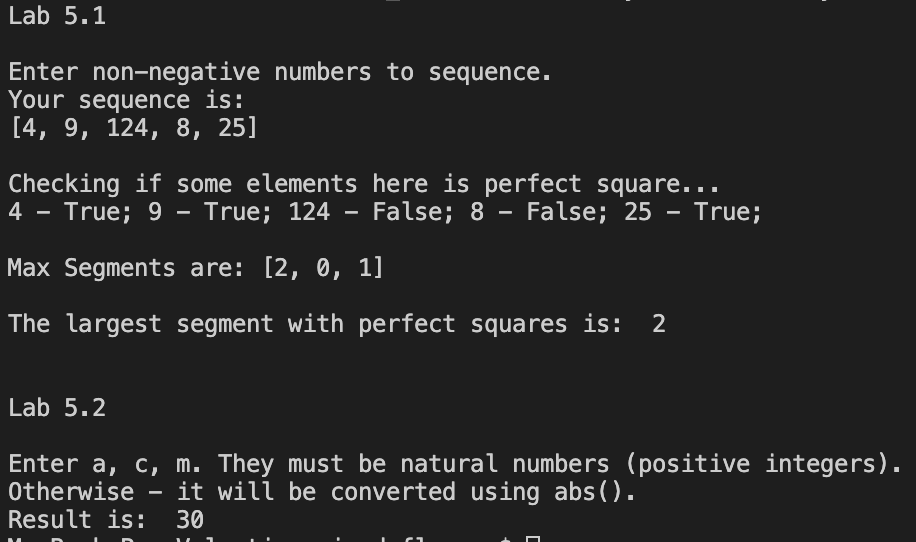 Lab 5.1
Enter non-negative numbers to sequence.
Your sequence is:
[4, 9, 124, 8, 25]
Checking if some elements here is perfect square...
4 - True; 9 - True; 124 - False; 8 - False; 25 - True;
Max Segments are: [2, 0, 1]
The largest segment with perfect squares is:  2
Lab 5.2
Enter a, c, m. They must be natural numbers (positive integers).
Otherwise - it will be converted using abs().
Result is:  30